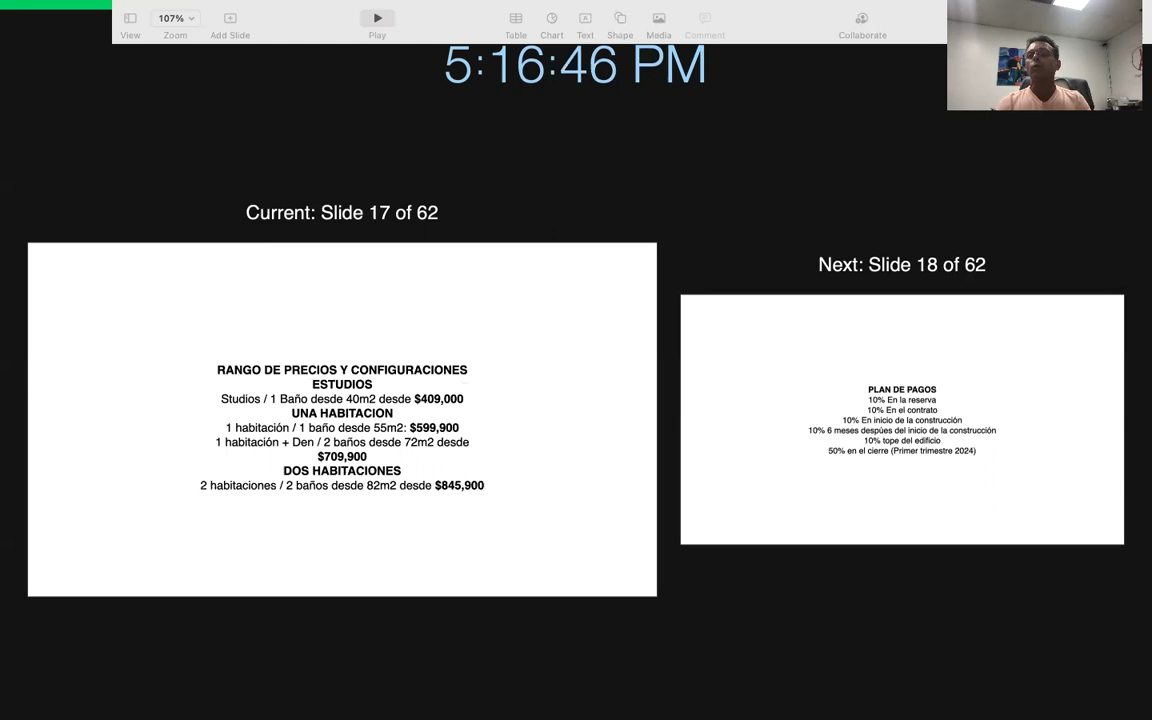 107%
View
Zoom
Add Slide
Play
Table
Chart
Text
Shape
Media
Comment
Collaborate
5:16:46 PM
Current: Slide 17 of 62
RANGO DE PRECIOS Y CONFIGURACIONES
ESTUDIOS
Studios / 1 Baño desde 40m2 desde $409,000
UNA HABITACION
1 habitación / 1 baño desde 55m2: $599,900
1 habitación + Den / 2 baños desde 72m2 desde
$709,900
DOS HABITACIONES
2 habitaciones / 2 baños desde 82m2 desde $845,900
Next: Slide 18 of 62
PLAN DE PAGOS
10% En la reserva
10% En el contrato
10% En inicio de la construcción
10% 6 meses despúes del inicio de la construcción
10% tope del edificio
50% en el cierre (Primer trimestre 2024)